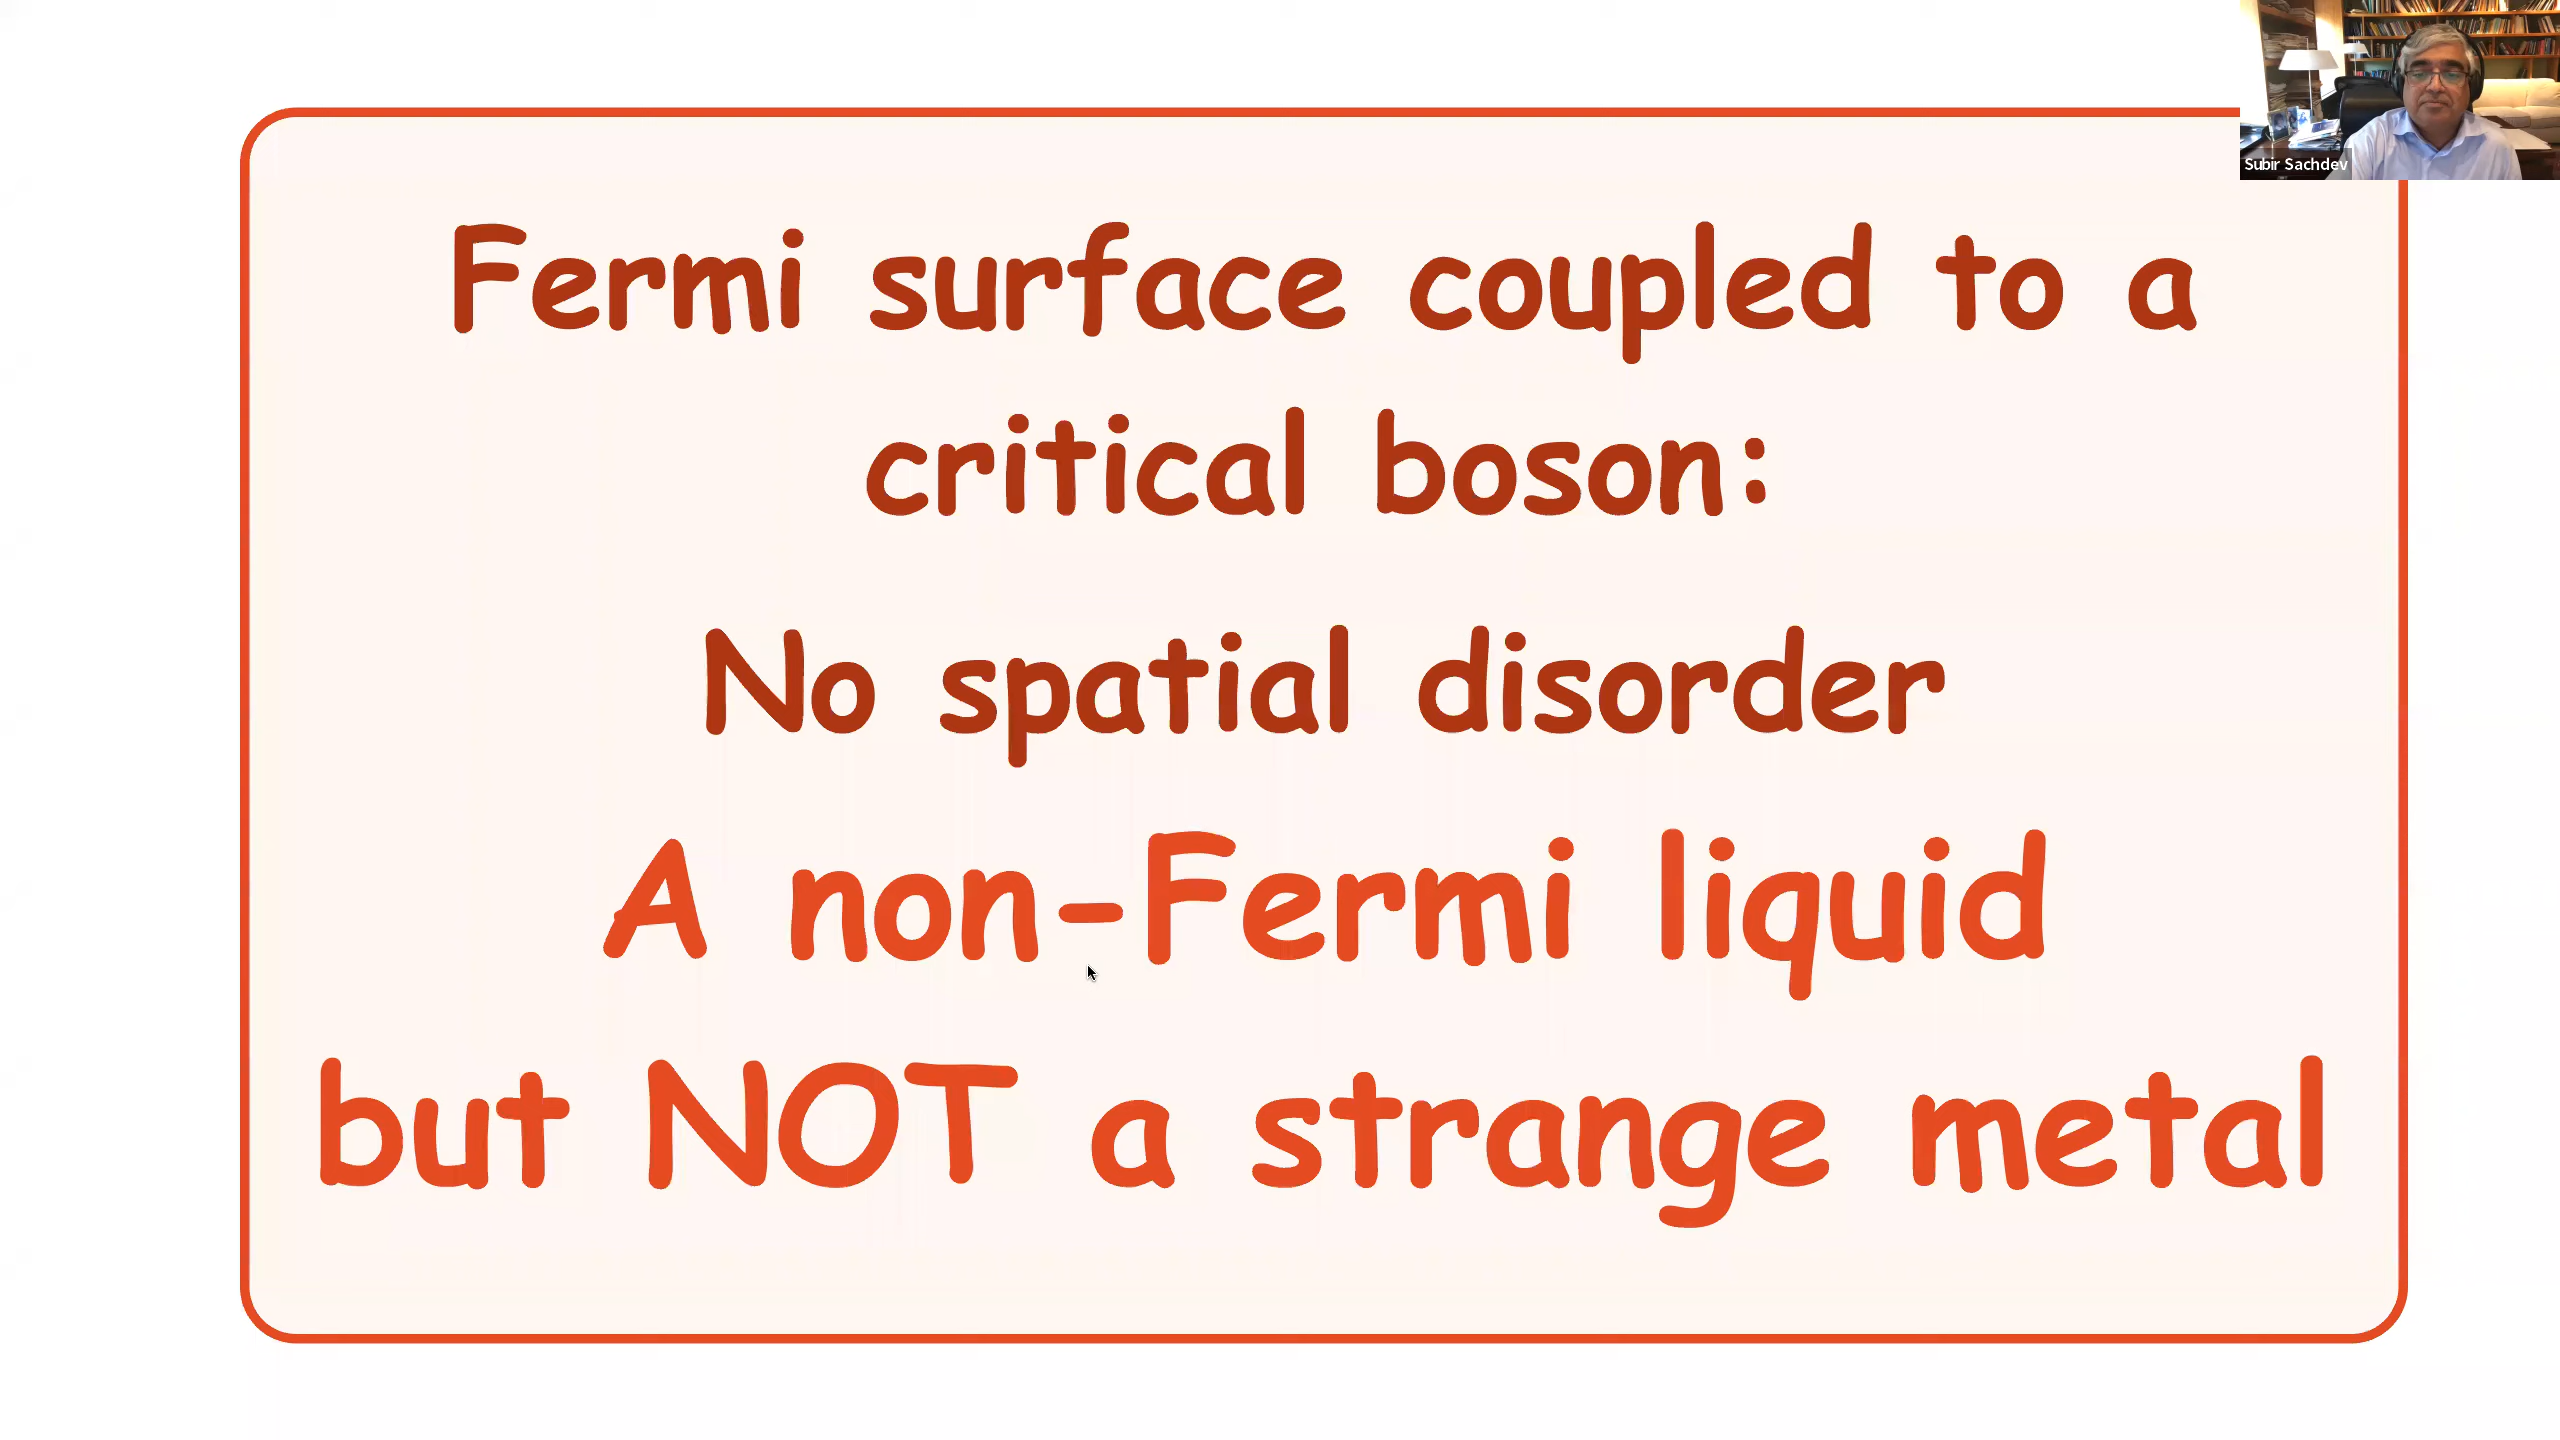 Subir Sachdev
Fermi surface coupled to a
critical boson:
No spatial disorder
A non-Fermi liquid
but NOT a strange metal